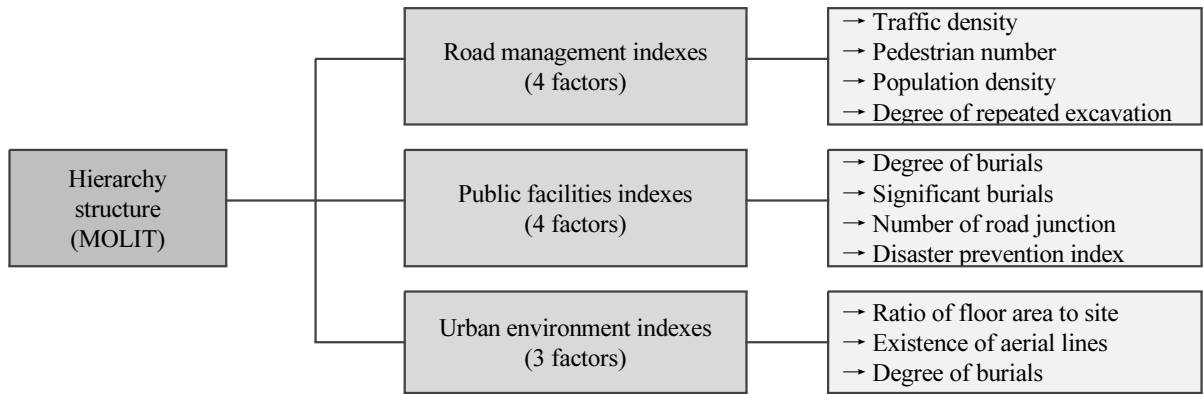 Hierarchy
structure
(MOLIT)
Road management indexes
(4 factors)
→ Traffic density
→ Pedestrian number
→ Population density
→ Degree of repeated excavation
Public facilities indexes
(4 factors)
→ Degree of burials
→ Significant burials
→ Number of road junction
→ Disaster prevention index
Urban environment indexes
(3 factors)
→ Ratio of floor area to site
→ Existence of aerial lines
→ Degree of burials